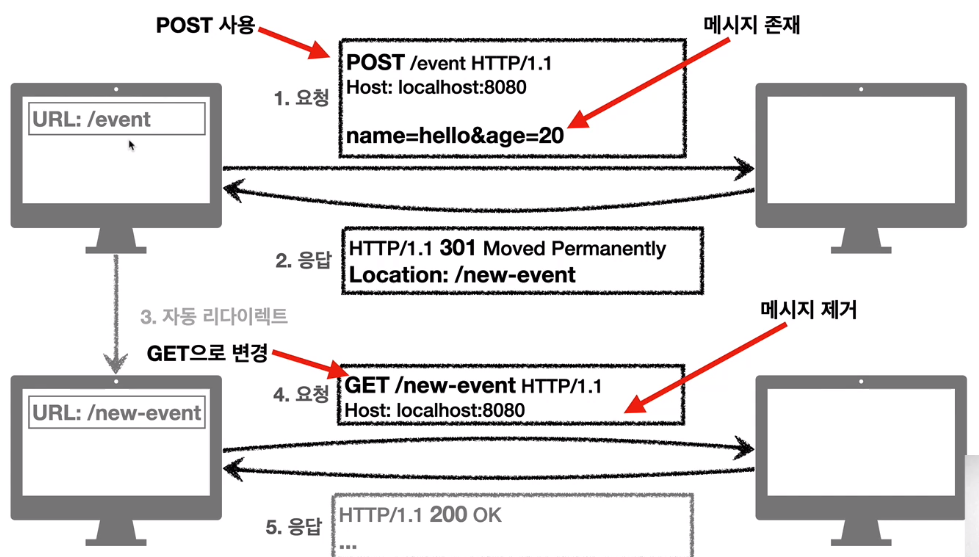 POST 사용
메시지 존재
POST /event HTTP/1.1
Host: localhost:8080
1. 요청
name=hello&age=20
URL: /event
2. 응답
HTTP/1.1 301 Moved Permanently
Location: /new-event
3. 자동 리다이렉트
메시지 제거
GET으로 변경
GET /new-event HTTP/1.1
Host: localhost:8080
4. 요청
URL: /new-event
5. 응답
HTTP/1.1 200 OK
...